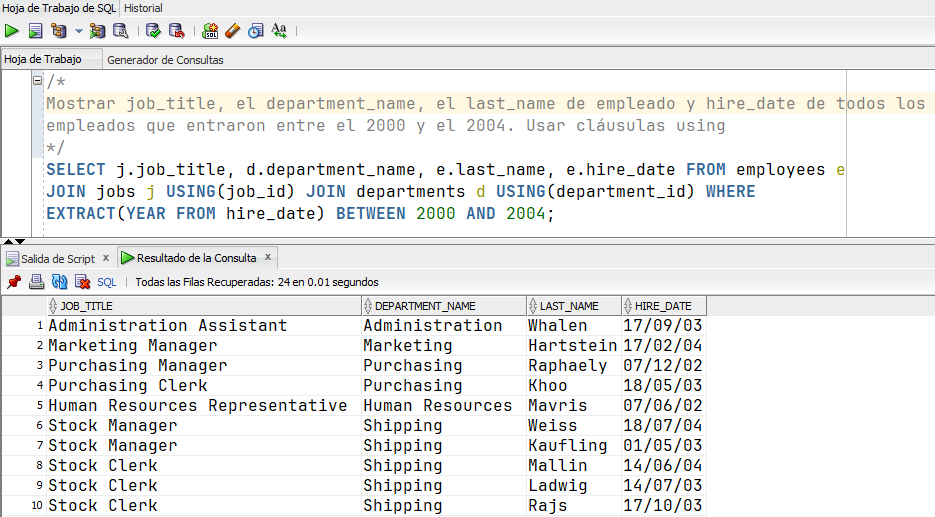 Hoja de Trabajo de SQL Historial
Hoja de Trabajo Generador de Consultas
/*
Mostrar job_title, el department_name, el last_name de empleado y hire_date de todos los
empleados que entraron entre el 2000 y el 2004. Usar cláusulas using
*/
SELECT j.job_title, d.department_name, e.last_name, e.hire_date FROM employees e
JOIN jobs j USING(job_id) JOIN departments d USING(department_id) WHERE
EXTRACT(YEAR FROM hire_date) BETWEEN 2000 AND 2004;
Salida de Script x Resultado de la Consulta x
SQL | Todas las Filas Recuperadas: 24 en 0.01 segundos
JOB_TITLE DEPARTMENT_NAME LAST_NAME HIRE_DATE
1 Administration Assistant Administration Whalen 17/09/03
2 Marketing Manager Marketing Hartstein 17/02/04
3 Purchasing Manager Purchasing Raphaely 07/12/02
4 Purchasing Clerk Purchasing Khoo 18/05/03
5 Human Resources Representative Human Resources Mavris 07/06/02
6 Stock Manager Shipping Weiss 18/07/04
7 Stock Manager Shipping Kaufling 01/05/03
8 Stock Clerk Shipping Mallin 14/06/04
9 Stock Clerk Shipping Ladwig 14/07/03
10 Stock Clerk Shipping Rajs 17/10/03